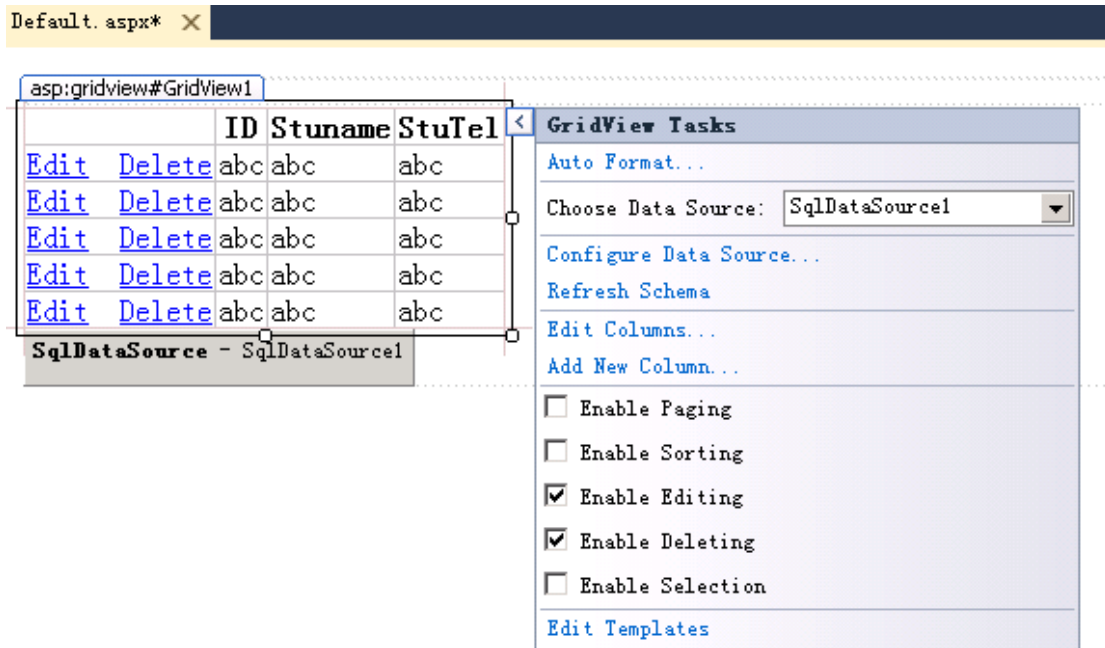 Default.aspx*
asp:gridview#GridView1
ID Stuname StuTel
Edit Delete abc abc abc
Edit Delete abc abc abc
Edit Delete abc abc abc
Edit Delete abc abc abc
Edit Delete abc abc abc
SqlDataSource - SqlDataSource1
GridView Tasks
Auto Format...
Choose Data Source: SqlDataSource1
Configure Data Source...
Refresh Schema
Edit Columns...
Add New Column...
Enable Paging
Enable Sorting
Enable Editing
Enable Deleting
Enable Selection
Edit Templates